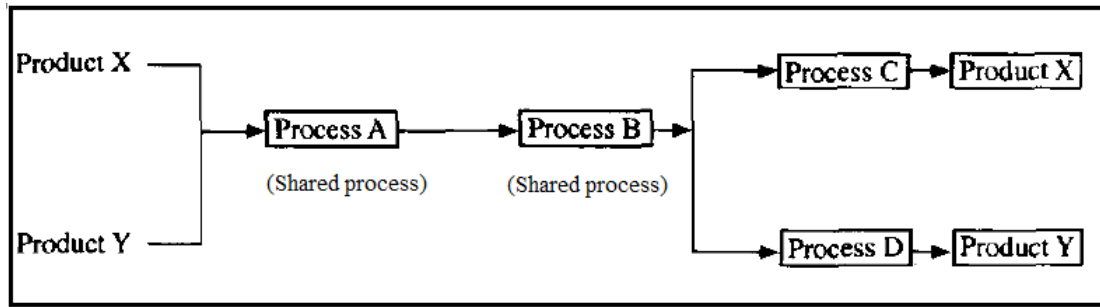 Product X
Process C
Product X
Process A
Process B
(Shared process)
(Shared process)
Product Y
Process D
Product Y